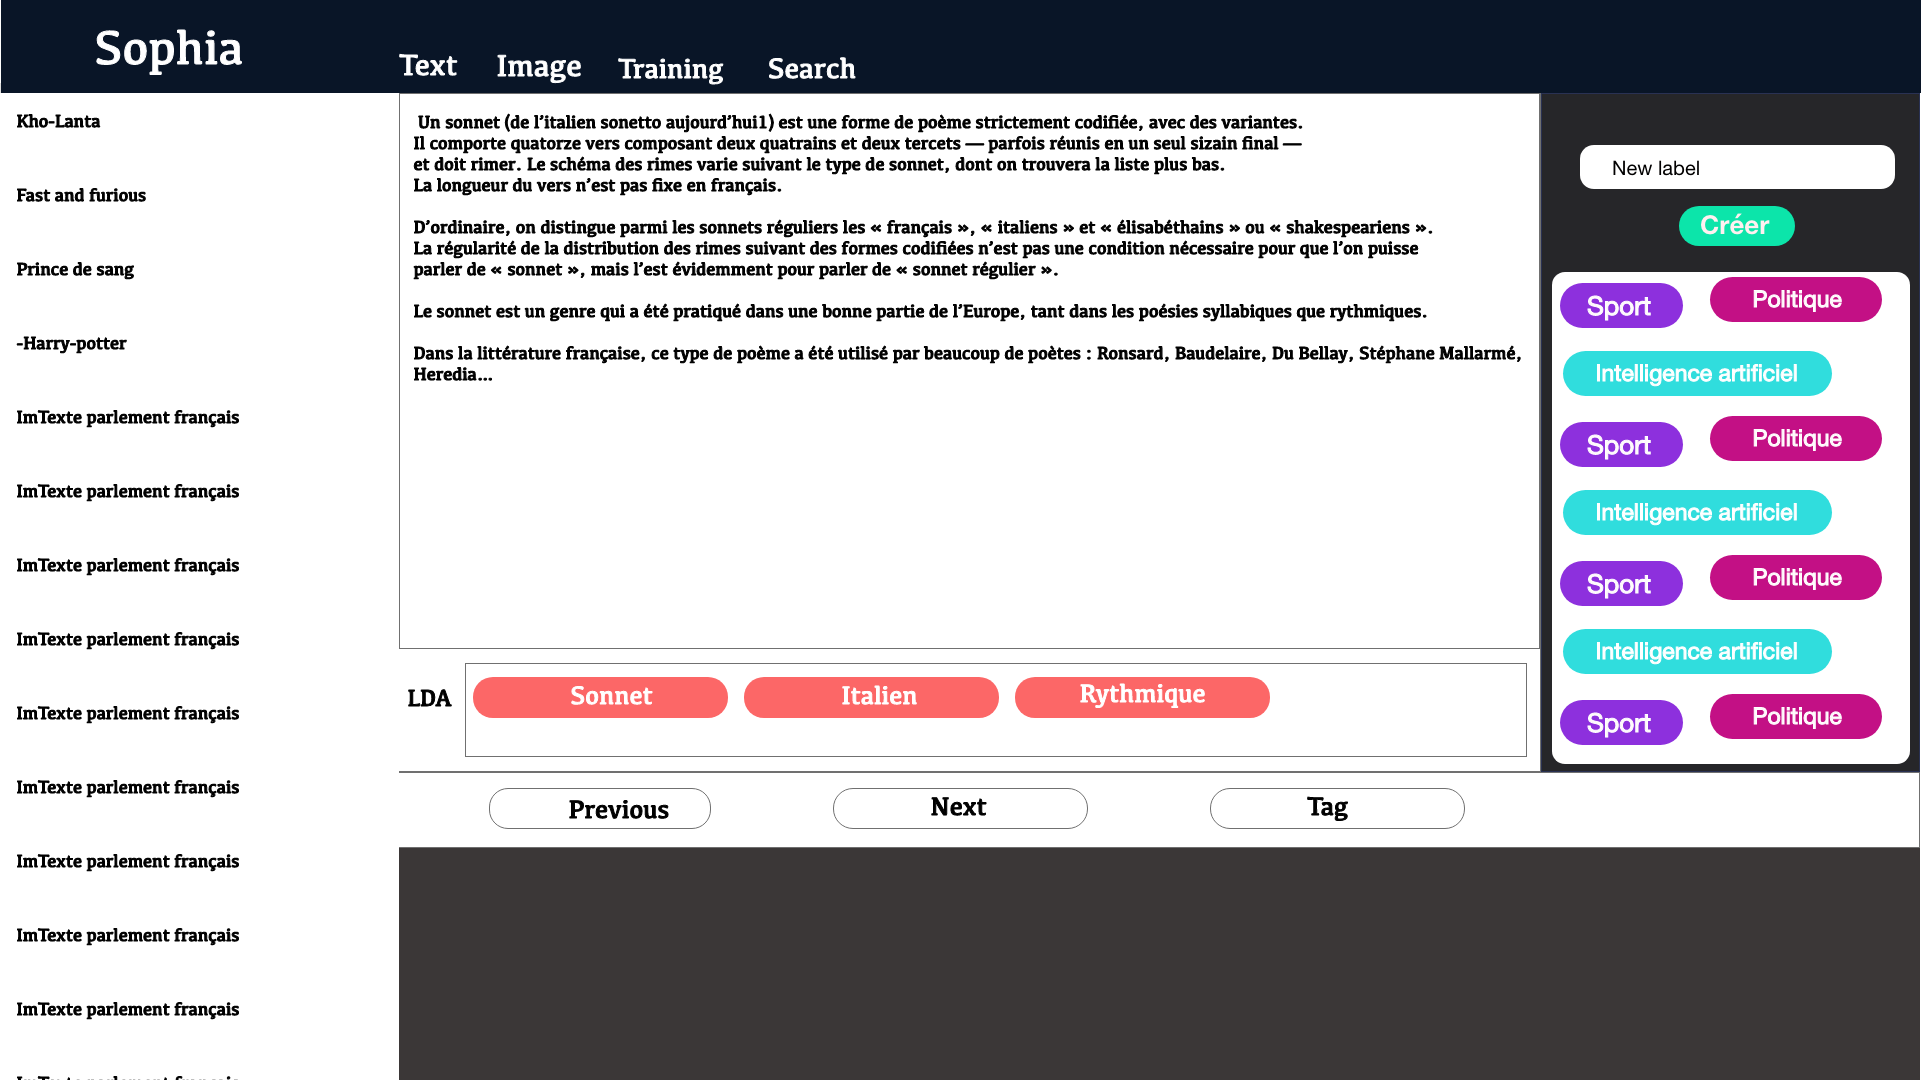 Sophia
Text
Image
Training
Search
Kho-Lanta
Fast and furious
Prince de sang
-Harry-potter
ImTexte parlement français
ImTexte parlement français
ImTexte parlement français
ImTexte parlement français
ImTexte parlement français
ImTexte parlement français
ImTexte parlement français
ImTexte parlement français
ImTexte parlement français
Un sonnet (de l’italien sonetto aujourd’hui1) est une forme de poème strictement codifiée, avec des variantes.
Il comporte quatorze vers composant deux quatrains et deux tercets — parfois réunis en un seul sizain final —
et doit rimer. Le schéma des rimes varie suivant le type de sonnet, dont on trouvera la liste plus bas.
La longueur du vers n’est pas fixe en français.
D’ordinaire, on distingue parmi les sonnets réguliers les « français », « italiens » et « élisabéthains » ou « shakespeariens ».
La régularité de la distribution des rimes suivant des formes codifiées n’est pas une condition nécessaire pour que l’on puisse
parler de « sonnet », mais l’est évidemment pour parler de « sonnet régulier ».
Le sonnet est un genre qui a été pratiqué dans une bonne partie de l’Europe, tant dans les poésies syllabiques que rythmiques.
Dans la littérature française, ce type de poème a été utilisé par beaucoup de poètes : Ronsard, Baudelaire, Du Bellay, Stéphane Mallarmé,
Heredia…
LDA
Sonnet
Italien
Rythmique
Previous
Next
Tag
New label
Créer
Sport
Politique
Intelligence artificiel
Sport
Politique
Intelligence artificiel
Sport
Politique
Intelligence artificiel
Sport
Politique